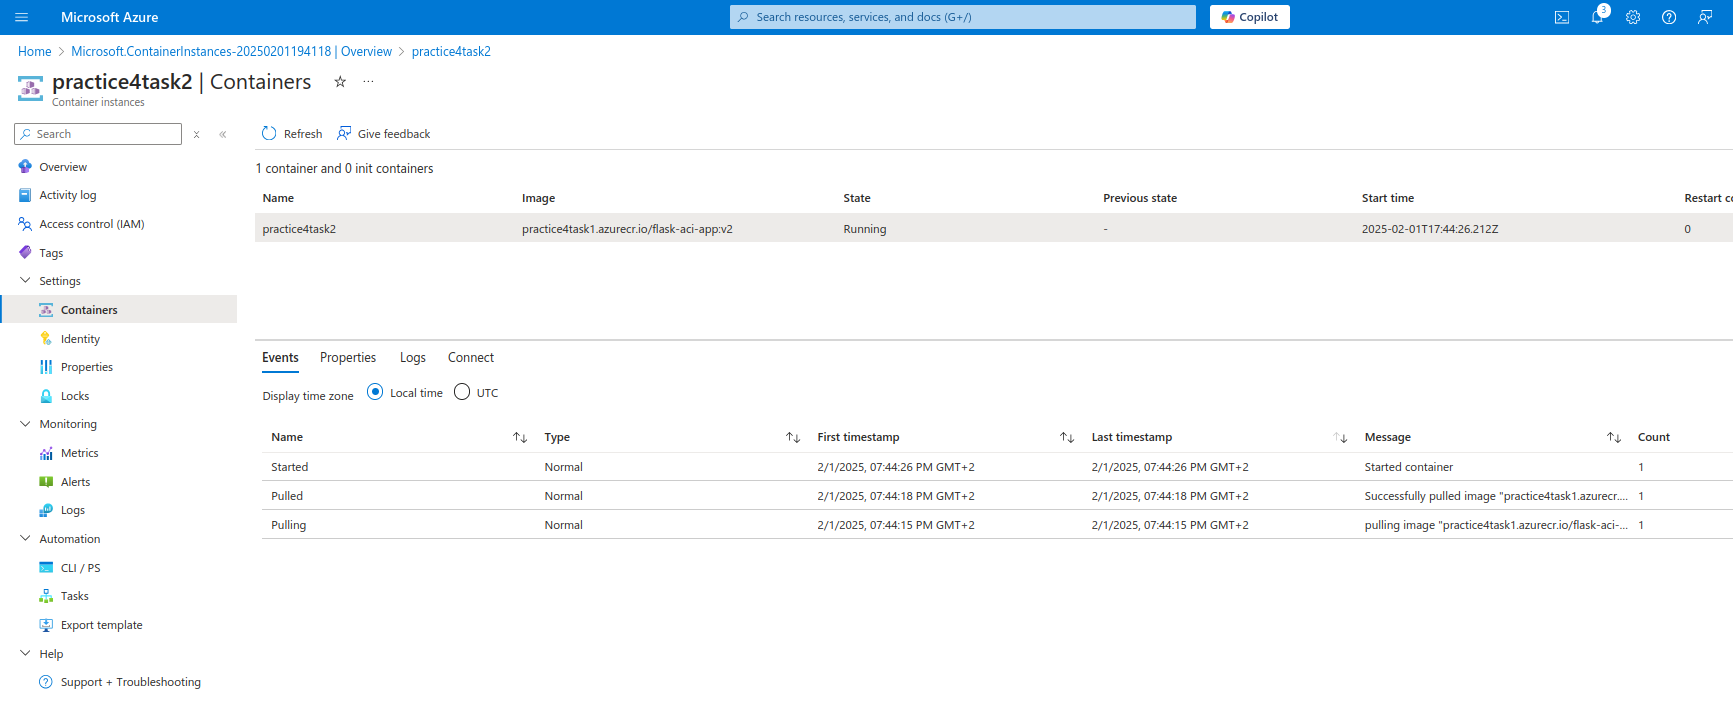 Microsoft Azure
Search resources, services, and docs (G+/)
Copilot
3
Home > Microsoft.ContainerInstances-20250201194118 | Overview > practice4task2
practice4task2 | Containers
Container instances
Search
Overview
Activity log
Access control (IAM)
Tags
Settings
Containers
Identity
Properties
Locks
Monitoring
Metrics
Alerts
Logs
Automation
CLI / PS
Tasks
Export template
Help
Support + Troubleshooting
Refresh Give feedback
1 container and 0 init containers
Name Image State Previous state Start time Restart co
practice4task2 practice4task1.azurecr.io/flask-aci-app:v2 Running - 2025-02-01T17:44:26.212Z 0
Events Properties Logs Connect
Display time zone Local time UTC
Name Type First timestamp Last timestamp Message Count
Started Normal 2/1/2025, 07:44:26 PM GMT+2 2/1/2025, 07:44:26 PM GMT+2 Started container 1
Pulled Normal 2/1/2025, 07:44:18 PM GMT+2 2/1/2025, 07:44:18 PM GMT+2 Successfully pulled image "practice4task1.azurecr.... 1
Pulling Normal 2/1/2025, 07:44:15 PM GMT+2 2/1/2025, 07:44:15 PM GMT+2 pulling image "practice4task1.azurecr.io/flask-aci-... 1